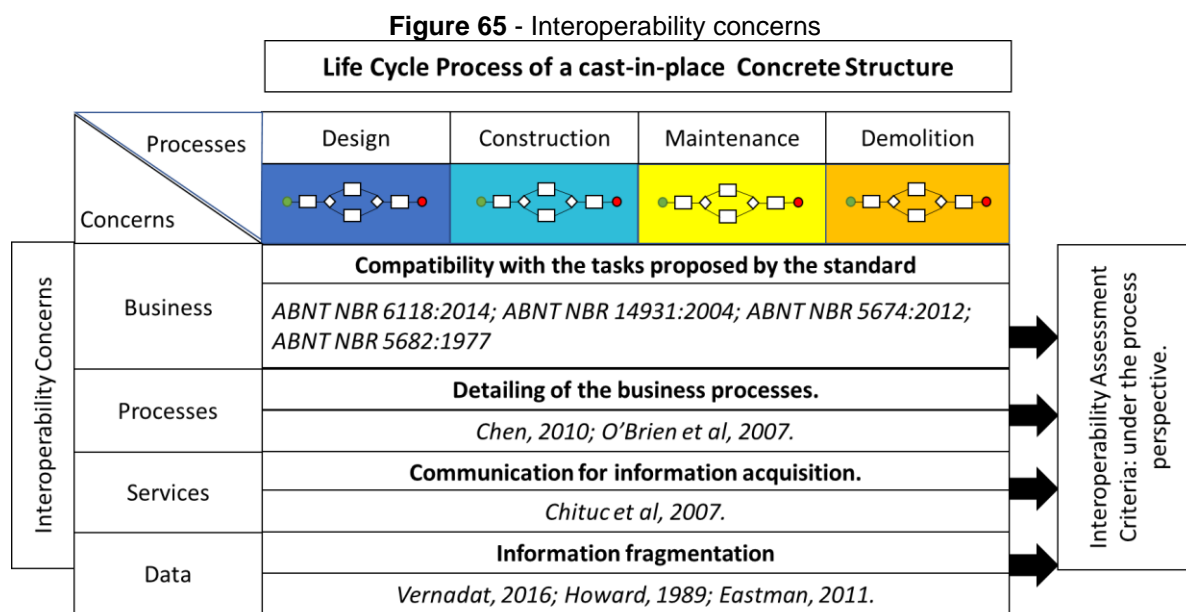 Figure 65 - Interoperability concerns
Life Cycle Process of a cast-in-place Concrete Structure
Processes
Concerns
Design
Construction
Maintenance
Demolition
Interoperability Concerns
Business
Compatibility with the tasks proposed by the standard
ABNT NBR 6118:2014; ABNT NBR 14931:2004; ABNT NBR 5674:2012;
ABNT NBR 5682:1977
Processes
Detailing of the business processes.
Chen, 2010; O'Brien et al, 2007.
Services
Communication for information acquisition.
Chituc et al, 2007.
Data
Information fragmentation
Vernadat, 2016; Howard, 1989; Eastman, 2011.
Interoperability Assessment
Criteria: under the process
perspective.